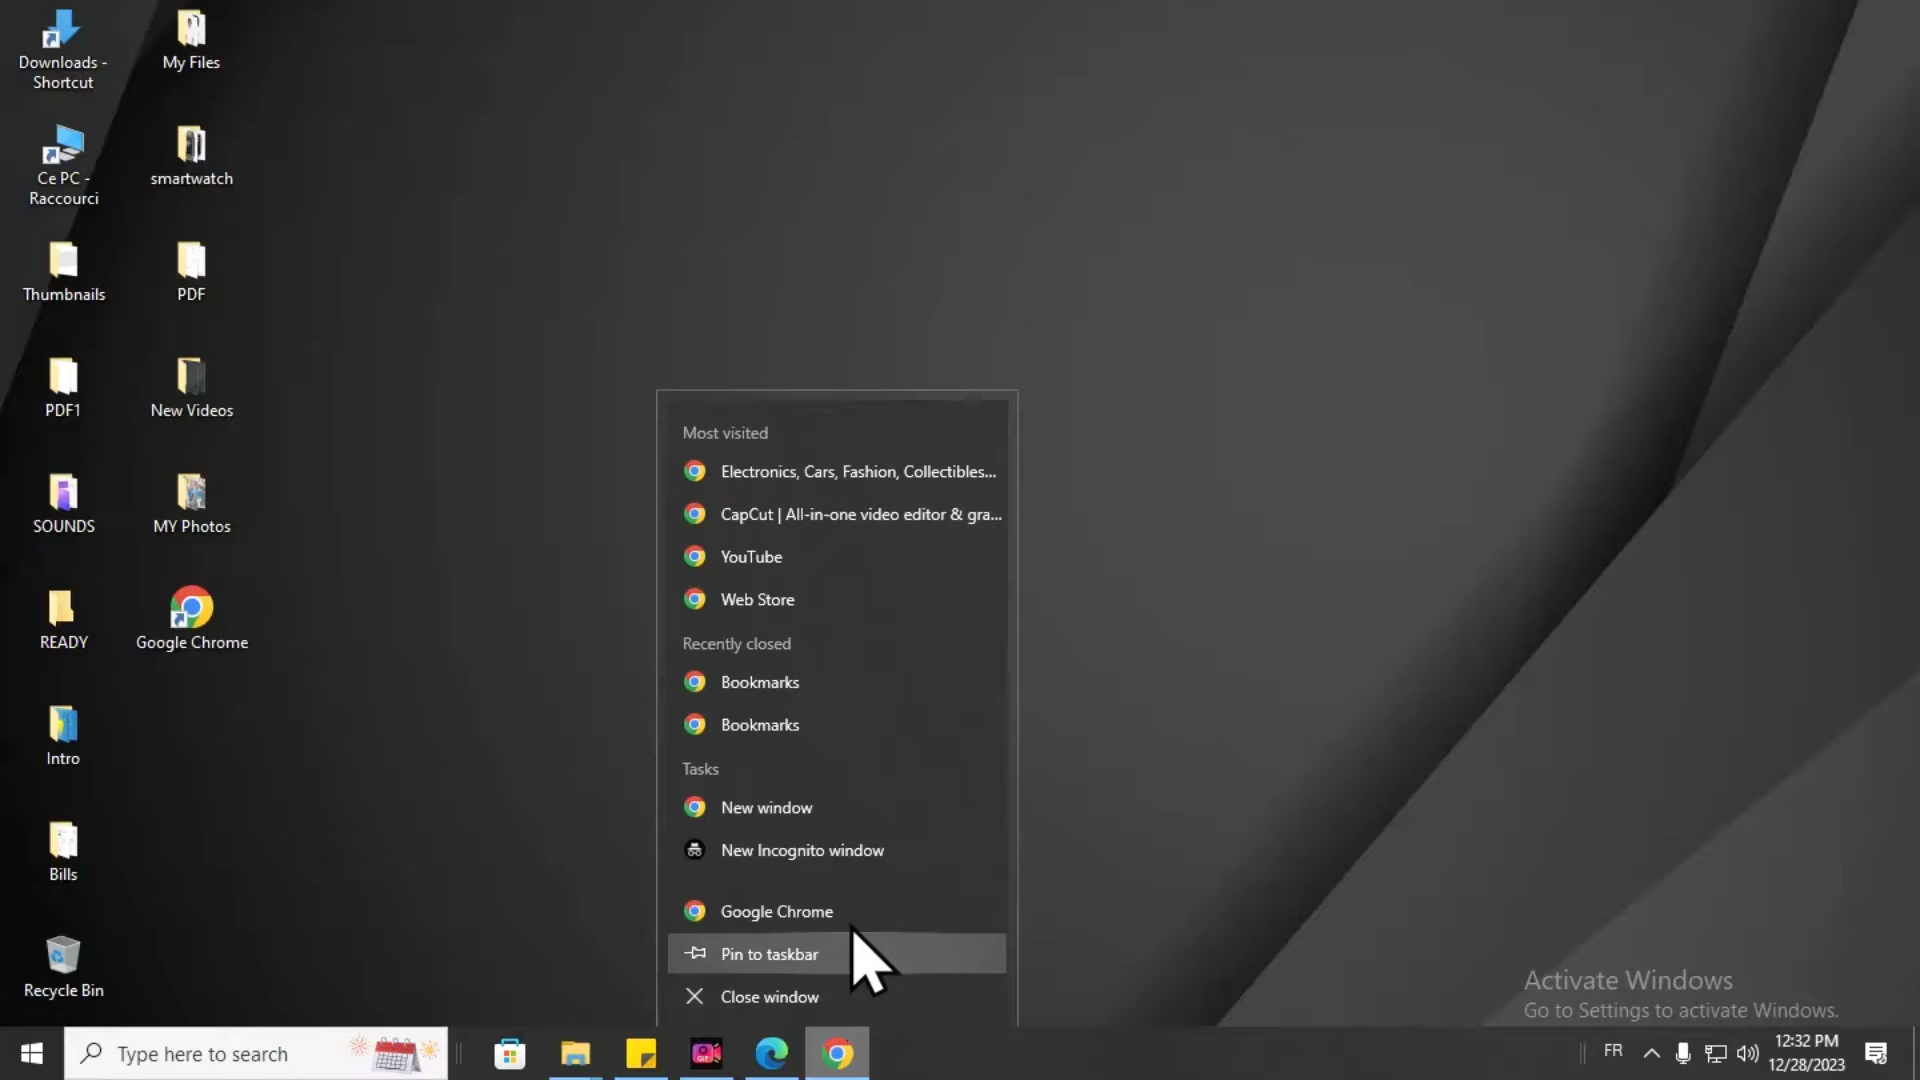 Downloads -
Shortcut
My Files
Ce PC -
Raccourci
smartwatch
Thumbnails
PDF
PDF1
New Videos
SOUNDS
MY Photos
READY
Google Chrome
Intro
Bills
Recycle Bin
Most visited
Electronics, Cars, Fashion, Collectibles...
CapCut | All-in-one video editor & gra...
YouTube
Web Store
Recently closed
Bookmarks
Bookmarks
Tasks
New window
New Incognito window
Google Chrome
Pin to taskbar
Close window
Activate Windows
Go to Settings to activate Windows.
Type here to search
GIF
FR
12:32 PM
12/28/2023